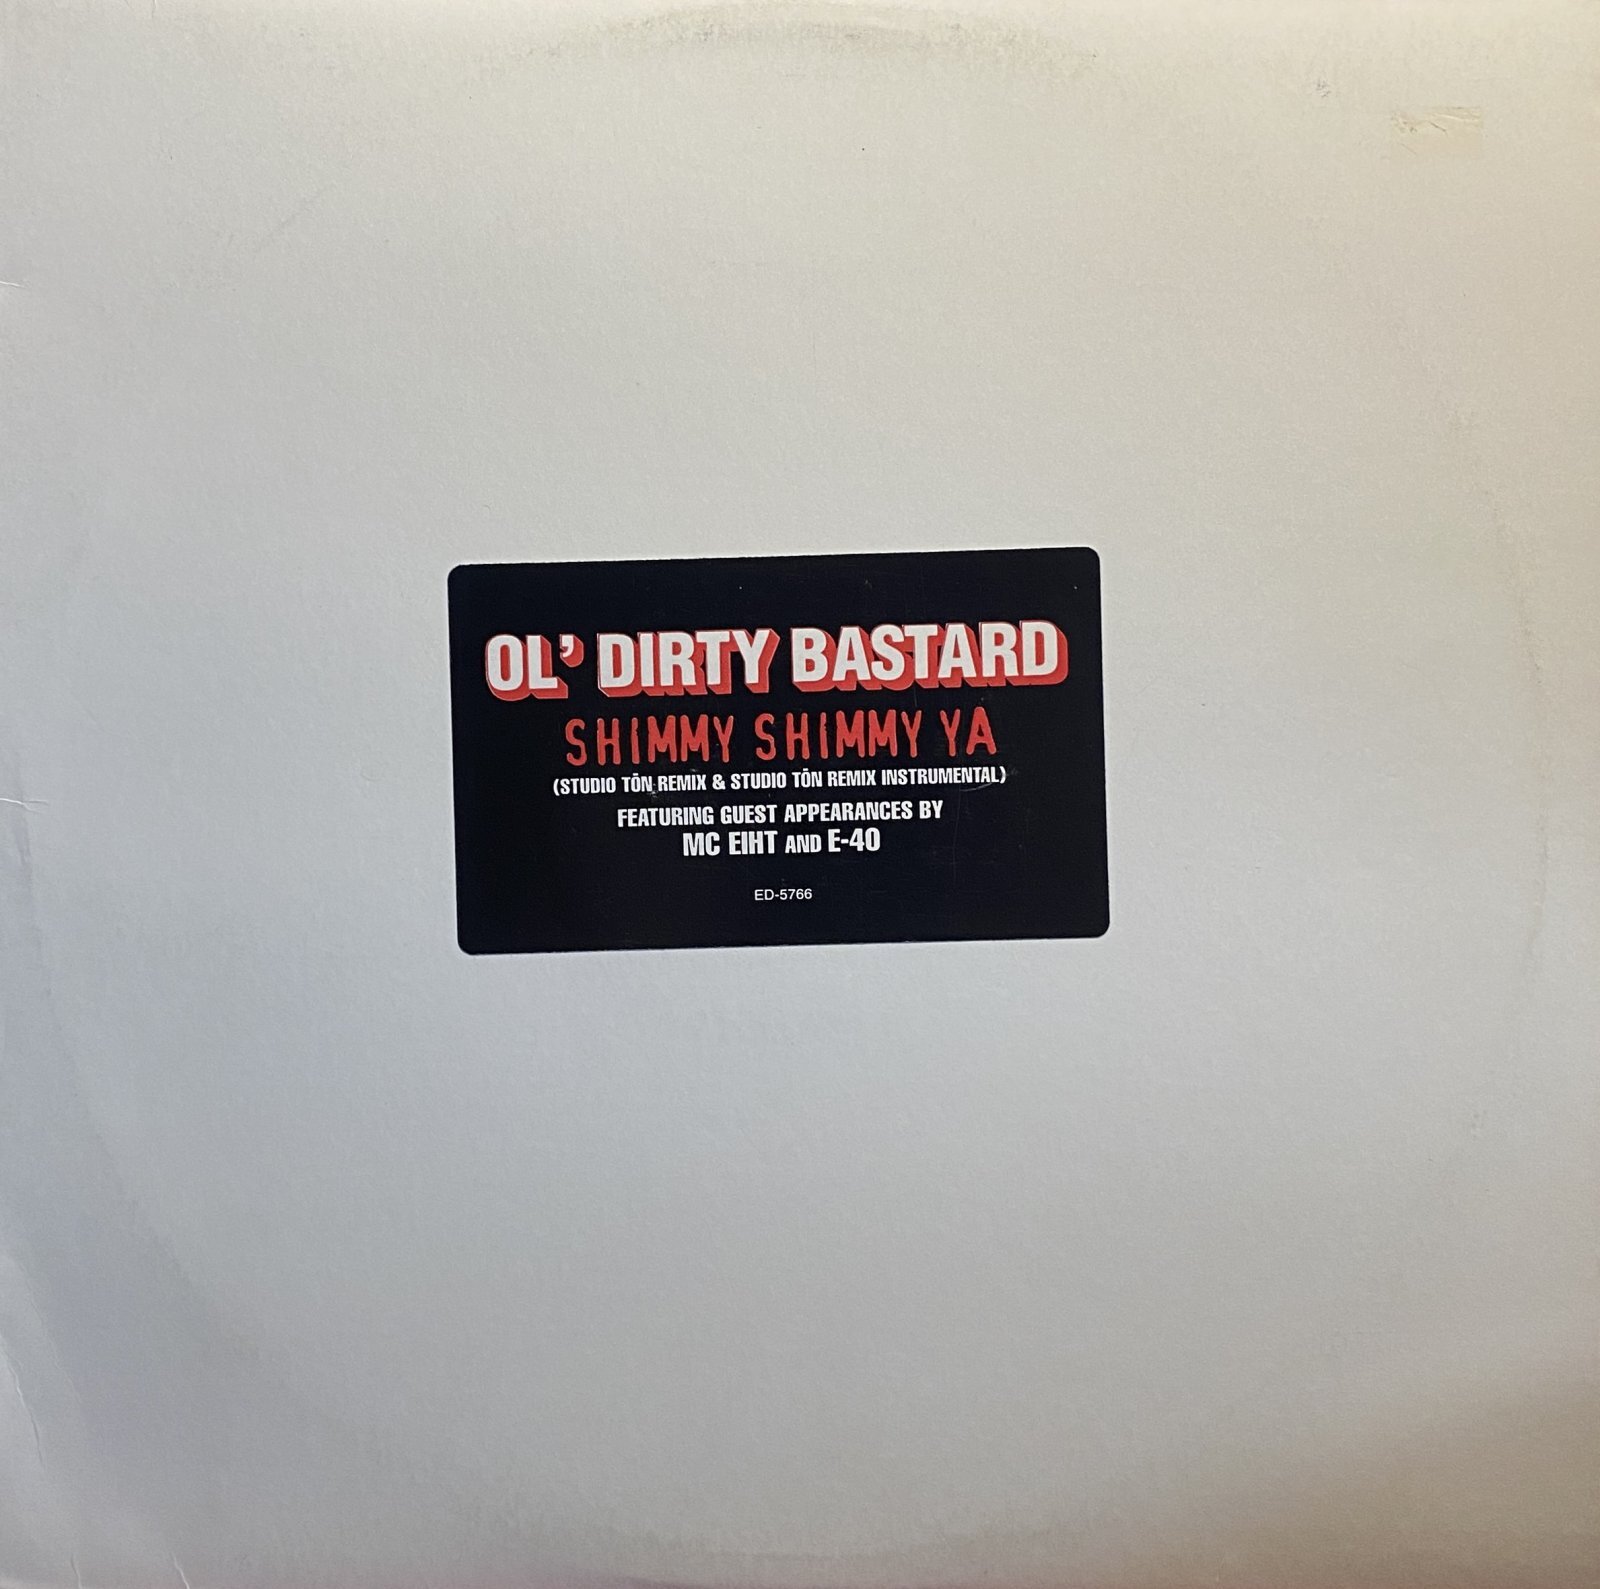 OL' DIRTY BASTARD
SHIMMY SHIMMY YA
(STUDIO TŌN REMIX & STUDIO TŌN REMIX INSTRUMENTAL)
FEATURING GUEST APPEARANCES BY
MC EIHT AND E-40
ED-5766